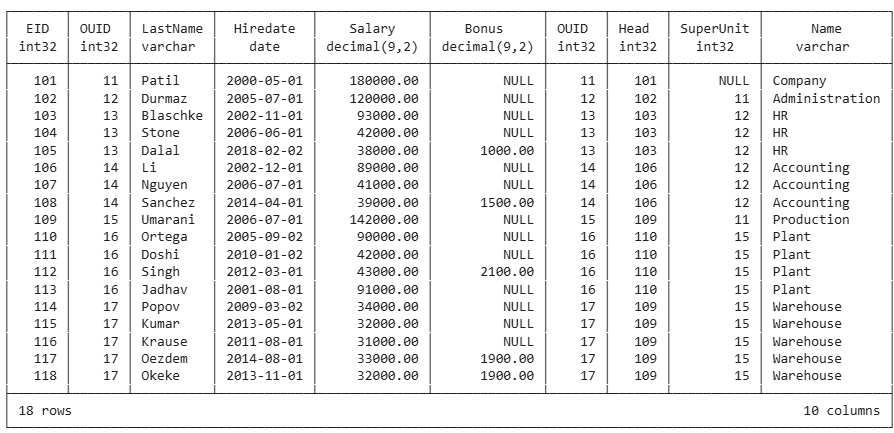 EID OUID LastName Hiredate Salary Bonus OUID Head SuperUnit Name
int32 int32 varchar date decimal(9,2) decimal(9,2) int32 int32 int32 varchar
101 11 Patil 2000-05-01 180000.00 NULL 11 101 NULL Company
102 12 Durmaz 2005-07-01 120000.00 NULL 12 102 11 Administration
103 13 Blaschke 2002-11-01 93000.00 NULL 13 103 12 HR
104 13 Stone 2006-06-01 42000.00 NULL 13 103 12 HR
105 13 Dalal 2018-02-02 38000.00 1000.00 13 103 12 HR
106 14 Li 2002-12-01 89000.00 NULL 14 106 12 Accounting
107 14 Nguyen 2006-07-01 41000.00 NULL 14 106 12 Accounting
108 14 Sanchez 2014-04-01 39000.00 1500.00 14 106 12 Accounting
109 15 Umarani 2006-07-01 142000.00 NULL 15 109 11 Production
110 16 Ortega 2005-09-02 90000.00 NULL 16 110 15 Plant
111 16 Doshi 2010-01-02 42000.00 NULL 16 110 15 Plant
112 16 Singh 2012-03-01 43000.00 2100.00 16 110 15 Plant
113 16 Jadhav 2001-08-01 91000.00 NULL 16 110 15 Plant
114 17 Popov 2009-03-02 34000.00 NULL 17 109 15 Warehouse
115 17 Kumar 2013-05-01 32000.00 NULL 17 109 15 Warehouse
116 17 Krause 2011-08-01 31000.00 NULL 17 109 15 Warehouse
117 17 Oezdem 2014-08-01 33000.00 1900.00 17 109 15 Warehouse
118 17 Okeke 2013-11-01 32000.00 1900.00 17 109 15 Warehouse
18 rows 10 columns